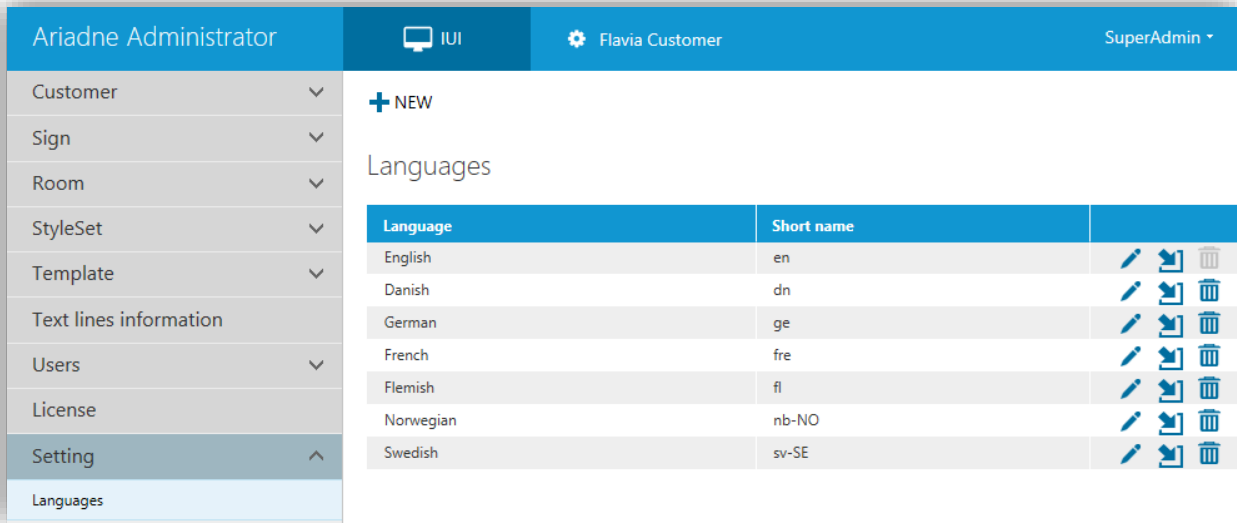 Ariadne Administrator
IUI
Flavia Customer
SuperAdmin
Customer
Sign
Room
StyleSet
Template
Text lines information
Users
License
Setting
Languages
NEW
Languages
Language Short name
English en
Danish dn
German ge
French fre
Flemish fl
Norwegian nb-NO
Swedish sv-SE